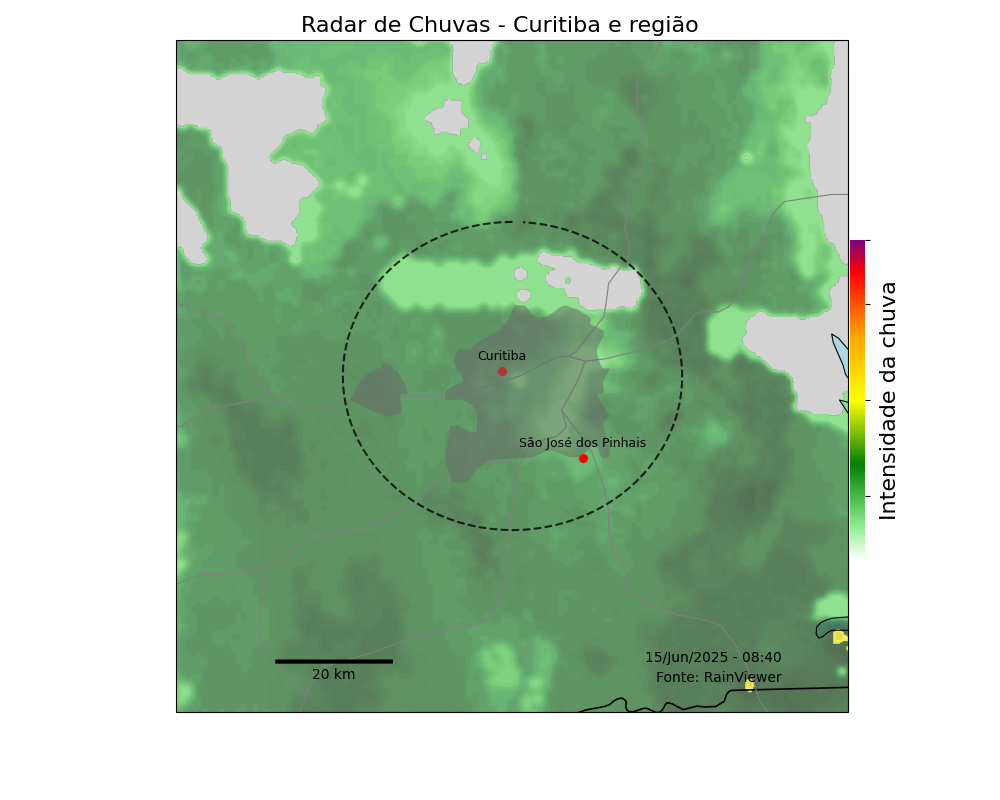 Radar de Chuvas - Curitiba e região
Curitiba
São José dos Pinhais
Intensidade da chuva
15/Jun/2025 - 08:40
Fonte: RainViewer
20 km